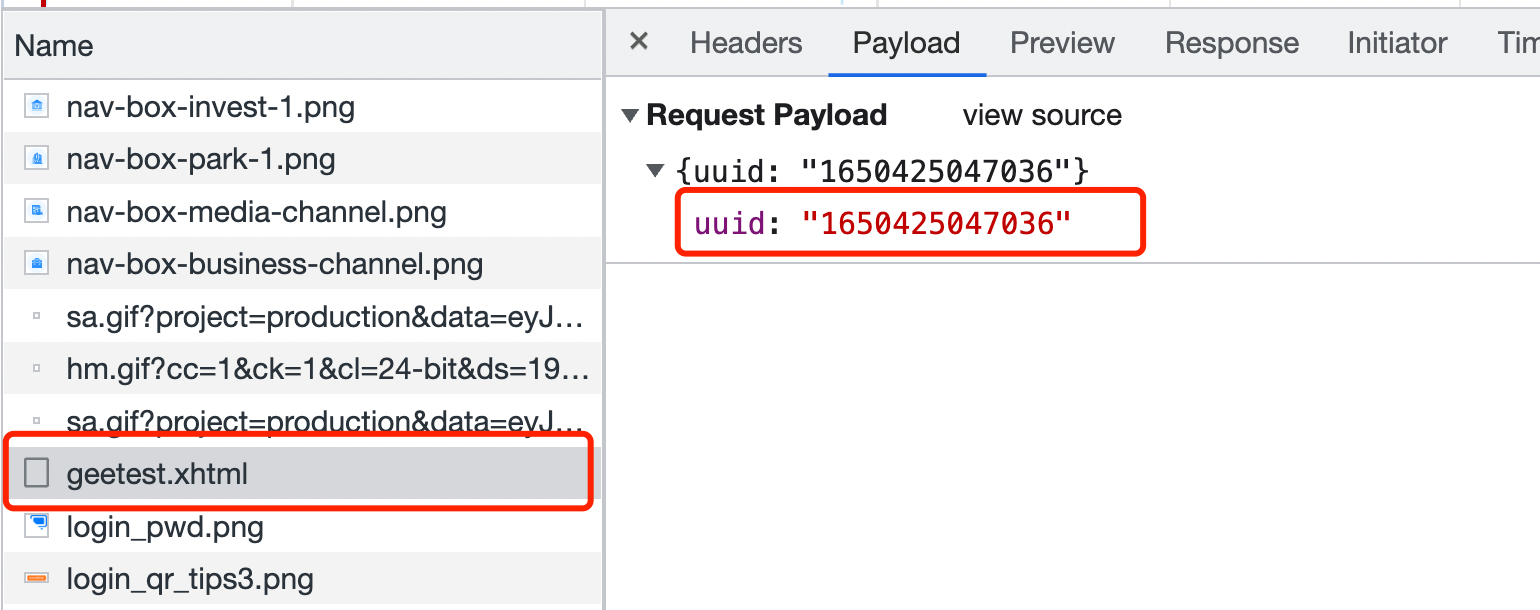 Name
nav-box-invest-1.png
nav-box-park-1.png
nav-box-media-channel.png
nav-box-business-channel.png
sa.gif?project=production&data=eyJ…
hm.gif?cc=1&ck=1&cl=24-bit&ds=19…
sa.gif?project=production&data=eyJ…
geetest.xhtml
login_pwd.png
login_qr_tips3.png
× Headers Payload Preview Response Initiator Tim
▼ Request Payload view source
▼ {uuid: "1650425047036"}
uuid: "1650425047036"